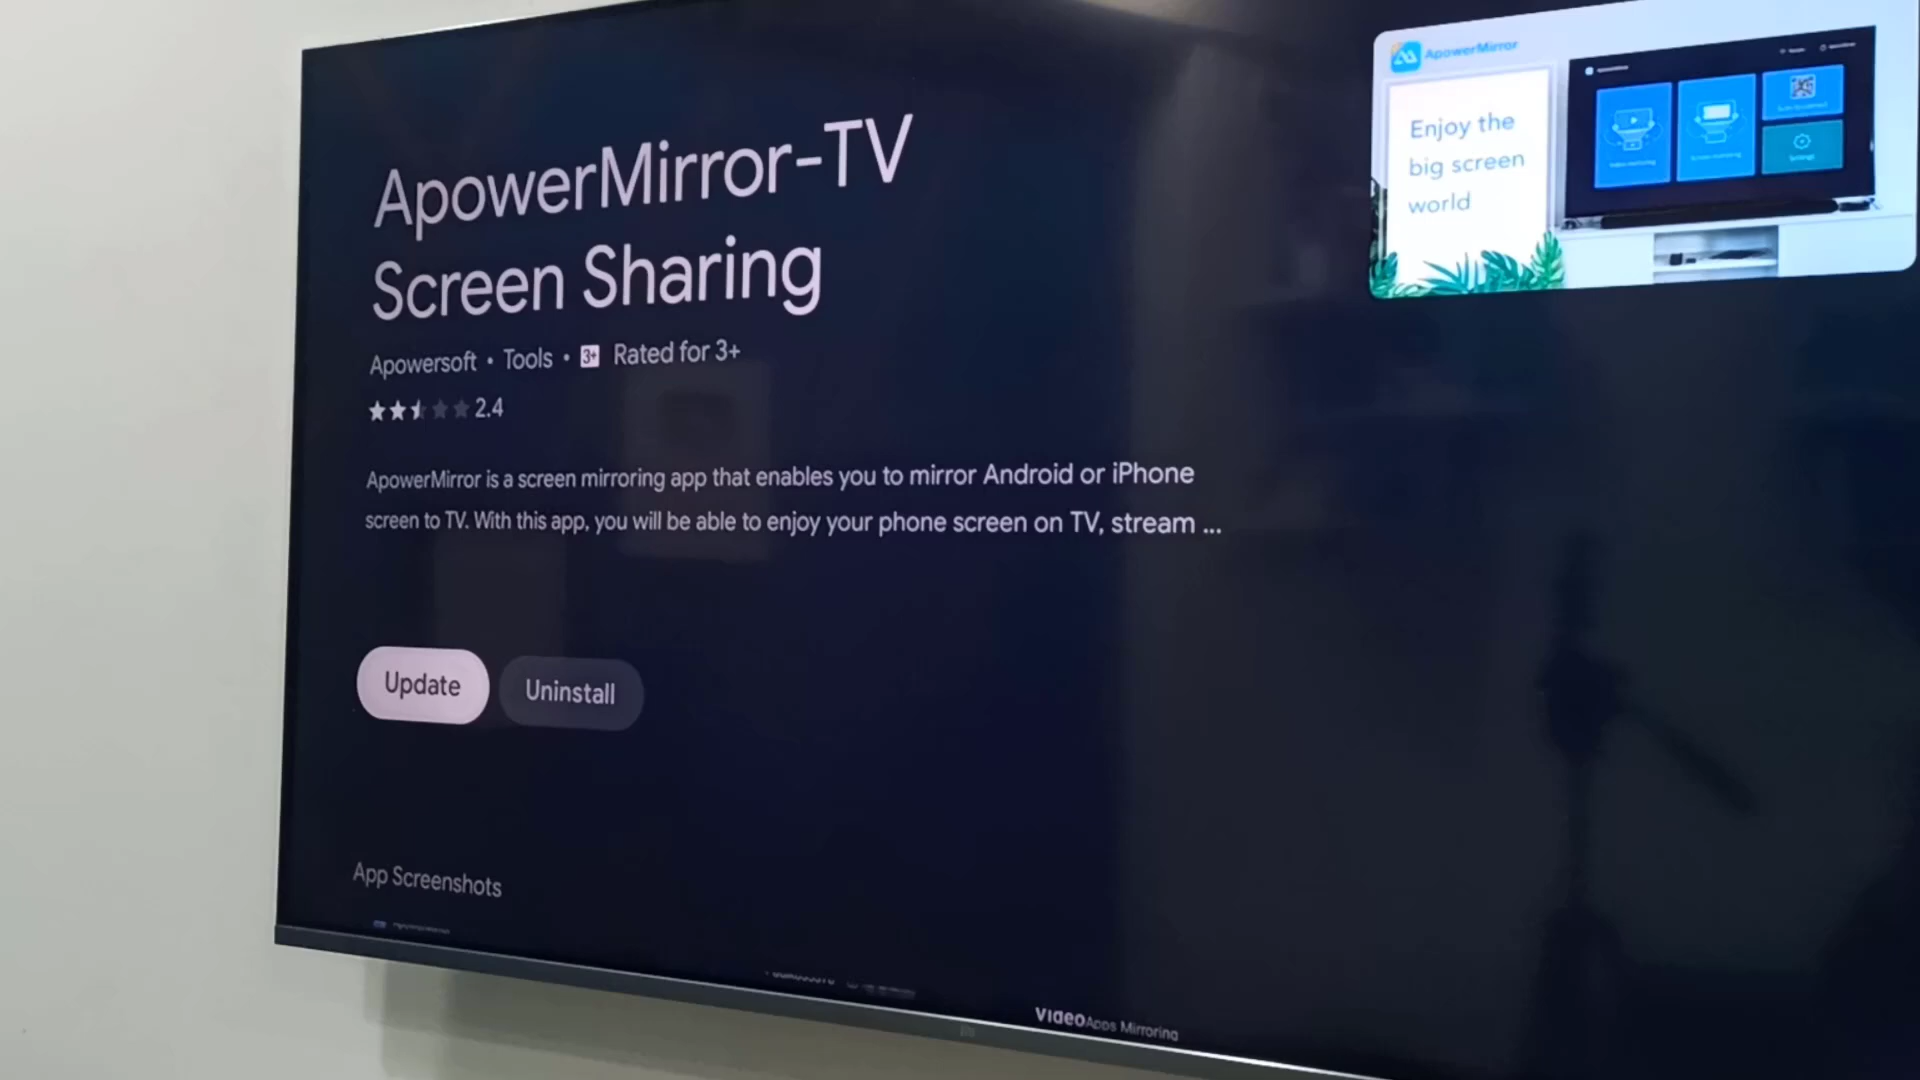 ApowerMirror-TV
Screen Sharing
Apowersoft • Tools • 3+ Rated for 3+
2.4
ApowerMirror is a screen mirroring app that enables you to mirror Android or iPhone
screen to TV. With this app, you will be able to enjoy your phone screen on TV, stream ...
Update
Uninstall
App Screenshots
Video Apps Mirroring
ApowerMirror
Enjoy the
big screen
world